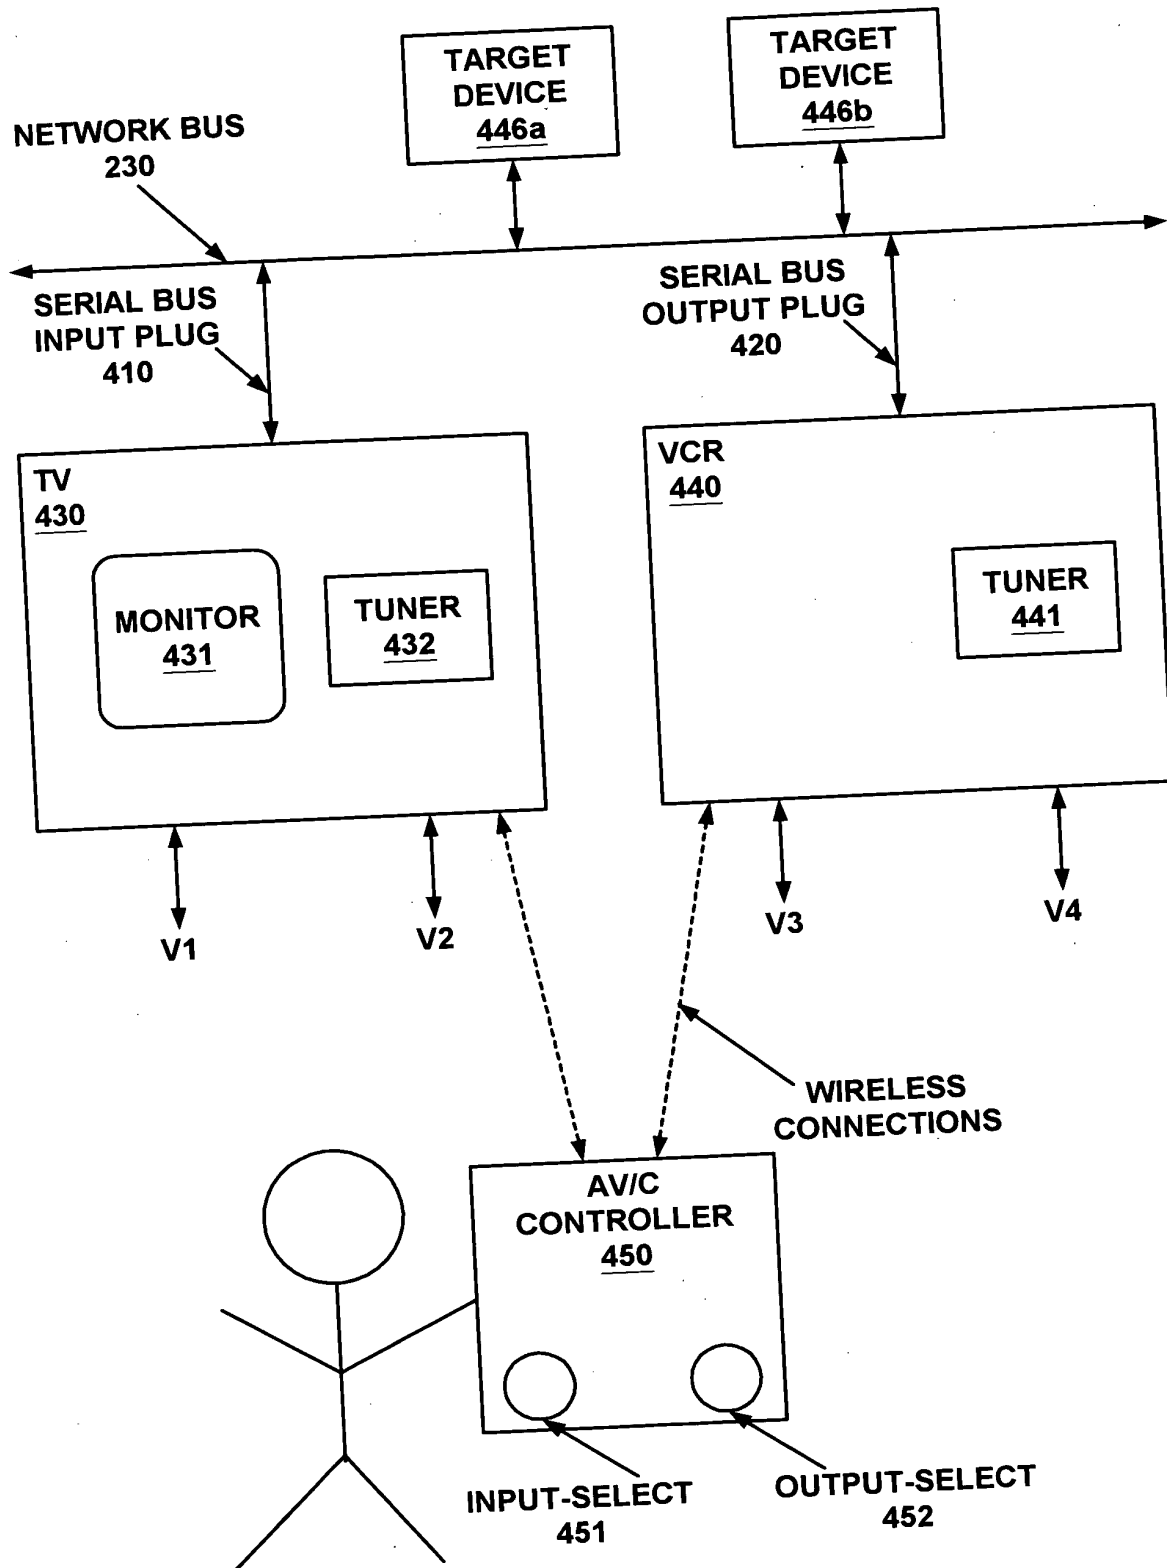 TARGET
DEVICE
446a
TARGET
DEVICE
446b
NETWORK BUS
230
SERIAL BUS
INPUT PLUG
410
SERIAL BUS
OUTPUT PLUG
420
TV
430
MONITOR
431
TUNER
432
VCR
440
TUNER
441
V1
V2
V3
V4
WIRELESS
CONNECTIONS
AV/C
CONTROLLER
450
INPUT-SELECT
451
OUTPUT-SELECT
452